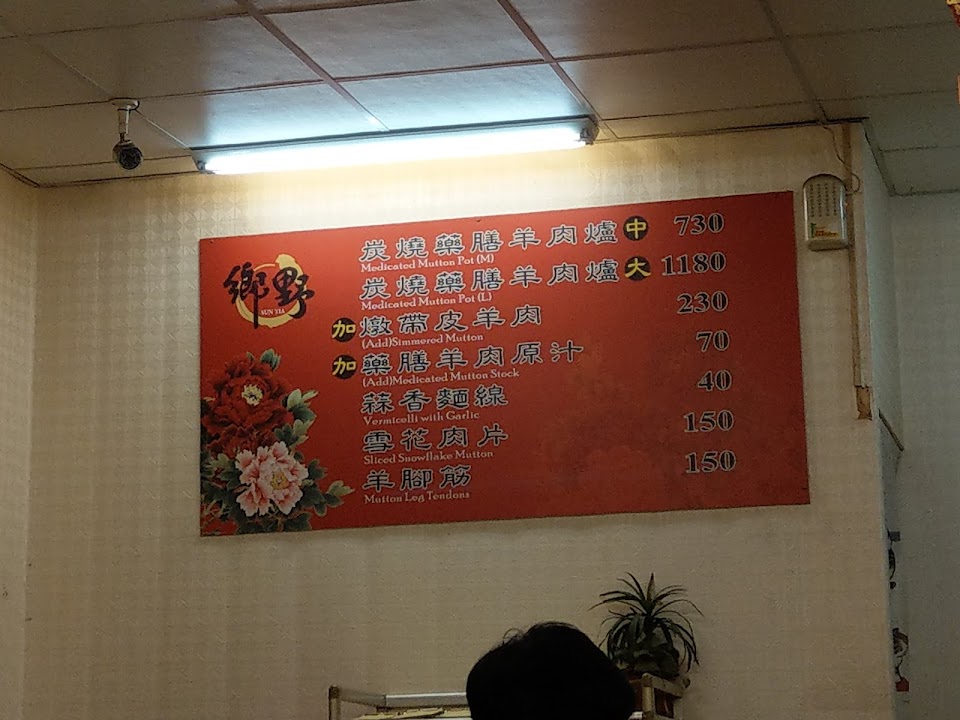 鄉野
SUN YIA
炭燒藥膳羊肉爐 中 730
Medicated Mutton Pot (M)
炭燒藥膳羊肉爐 大 1180
Medicated Mutton Pot (L)
加 燉帶皮羊肉 230
(Add)Simmered Mutton
加 藥膳羊肉原汁 70
(Add)Medicated Mutton Stock
蒜香麵線 40
Vermicelli with Garlic
雪花肉片 150
Sliced Snowflake Mutton
羊腳筋 150
Mutton Leg Tendons